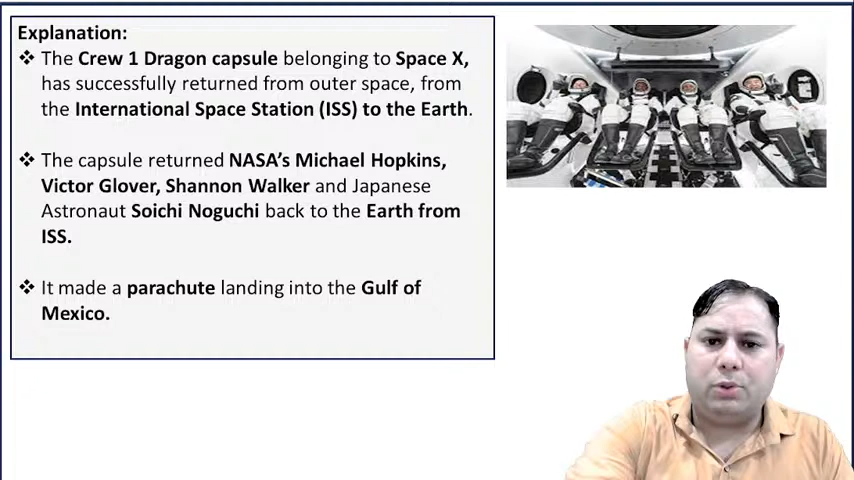 Explanation:
❖ The Crew 1 Dragon capsule belonging to Space X,
has successfully returned from outer space, from
the International Space Station (ISS) to the Earth.
❖ The capsule returned NASA’s Michael Hopkins,
Victor Glover, Shannon Walker and Japanese
Astronaut Soichi Noguchi back to the Earth from
ISS.
❖ It made a parachute landing into the Gulf of
Mexico.